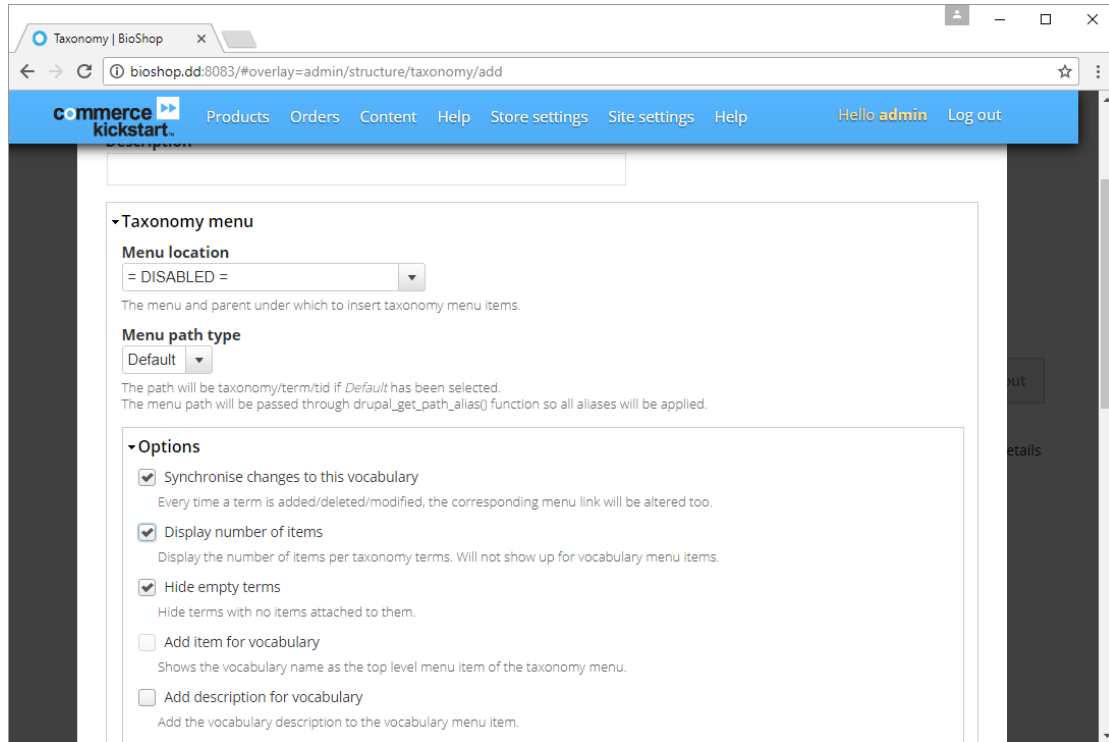 Taxonomy | BioShop
bioshop.dd:8083/#overlay=admin/structure/taxonomy/add
commerce kickstart™ Products Orders Content Help Store settings Site settings Help Hello admin Log out
Description
Taxonomy menu
Menu location
= DISABLED =
The menu and parent under which to insert taxonomy menu items.
Menu path type
Default
The path will be taxonomy/term/tid if Default has been selected.
The menu path will be passed through drupal_get_path_alias() function so all aliases will be applied.
Options
Synchronise changes to this vocabulary
Every time a term is added/deleted/modified, the corresponding menu link will be altered too.
Display number of items
Display the number of items per taxonomy terms. Will not show up for vocabulary menu items.
Hide empty terms
Hide terms with no items attached to them.
Add item for vocabulary
Shows the vocabulary name as the top level menu item of the taxonomy menu.
Add description for vocabulary
Add the vocabulary description to the vocabulary menu item.